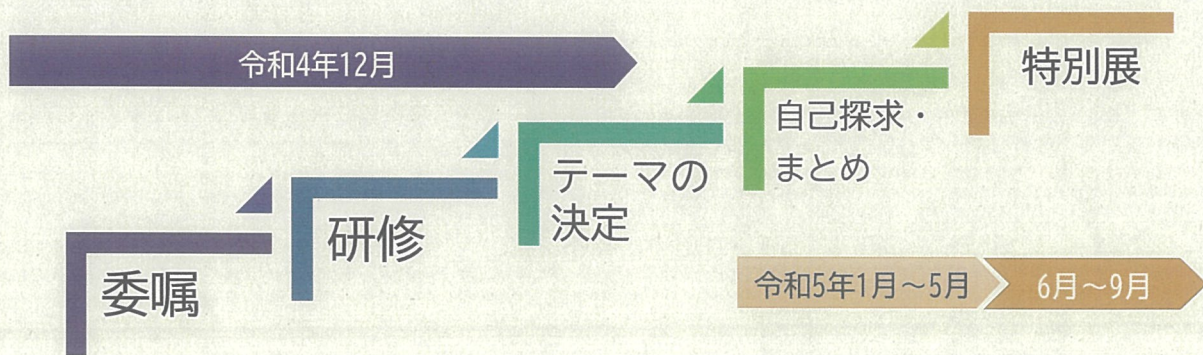 令和4年12月
委嘱
研修
テーマの
決定
自己探求・
まとめ
特別展
令和5年1月～5月
6月～9月